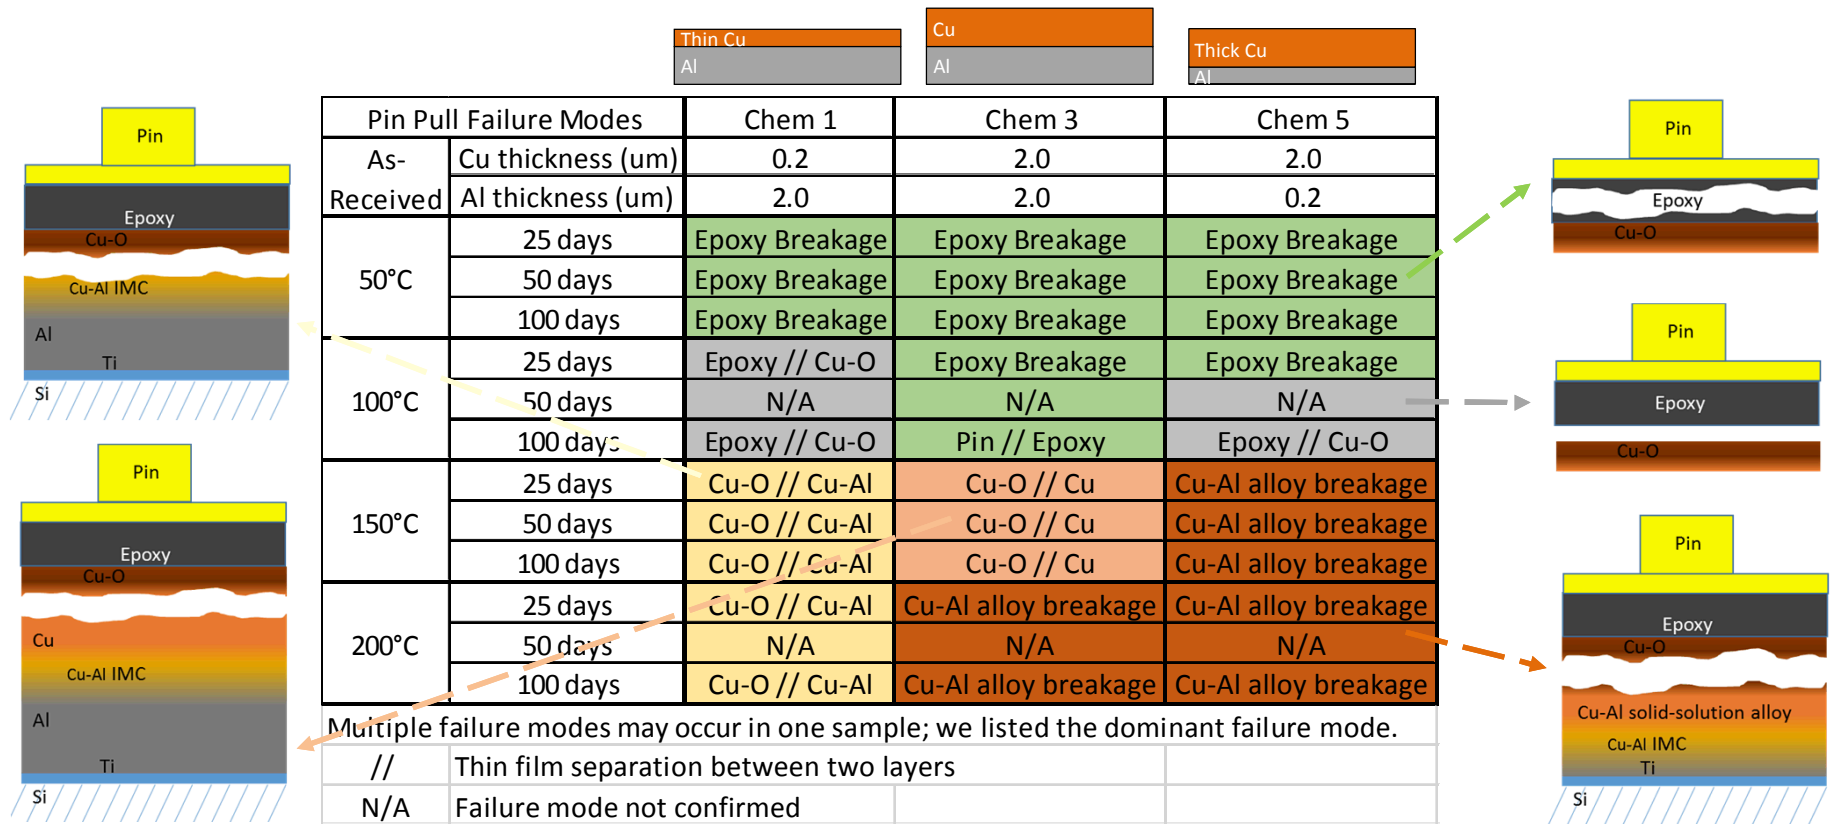 Thin Cu
Al
Cu
Al
Thick Cu
Al
Pin
Epoxy
Cu-O
Cu-Al IMC
Al
Ti
Si
Pin
Epoxy
Cu-O
Cu
Cu-Al IMC
Al
Ti
Si
Pin Pull Failure Modes Chem 1 Chem 3 Chem 5
As-Received Cu thickness (um) 0.2 2.0 2.0
Al thickness (um) 2.0 2.0 0.2
50°C 25 days Epoxy Breakage Epoxy Breakage Epoxy Breakage
50 days Epoxy Breakage Epoxy Breakage Epoxy Breakage
100 days Epoxy Breakage Epoxy Breakage Epoxy Breakage
100°C 25 days Epoxy // Cu-O Epoxy Breakage Epoxy Breakage
50 days N/A N/A N/A
100 days Epoxy // Cu-O Pin // Epoxy Epoxy // Cu-O
150°C 25 days Cu-O // Cu-Al Cu-O // Cu Cu-Al alloy breakage
50 days Cu-O // Cu-Al Cu-O // Cu Cu-Al alloy breakage
100 days Cu-O // Cu-Al Cu-O // Cu Cu-Al alloy breakage
200°C 25 days Cu-O // Cu-Al Cu-Al alloy breakage Cu-Al alloy breakage
50 days N/A N/A N/A
100 days Cu-O // Cu-Al Cu-Al alloy breakage Cu-Al alloy breakage
Multiple failure modes may occur in one sample; we listed the dominant failure mode.
// Thin film separation between two layers
N/A Failure mode not confirmed
Pin
Epoxy
Cu-O
Pin
Epoxy
Cu-O
Pin
Epoxy
Cu-O
Cu-Al solid-solution alloy
Cu-Al IMC
Ti
Si